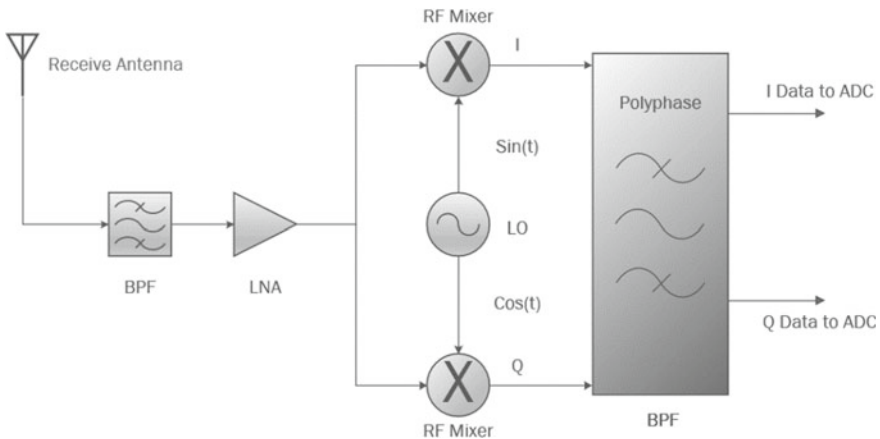 RF Mixer
I
Receive Antenna
X
Polyphase
I Data to ADC
Sin(t)
LO
BPF
LNA
Cos(t)
Q Data to ADC
Q
X
RF Mixer
BPF